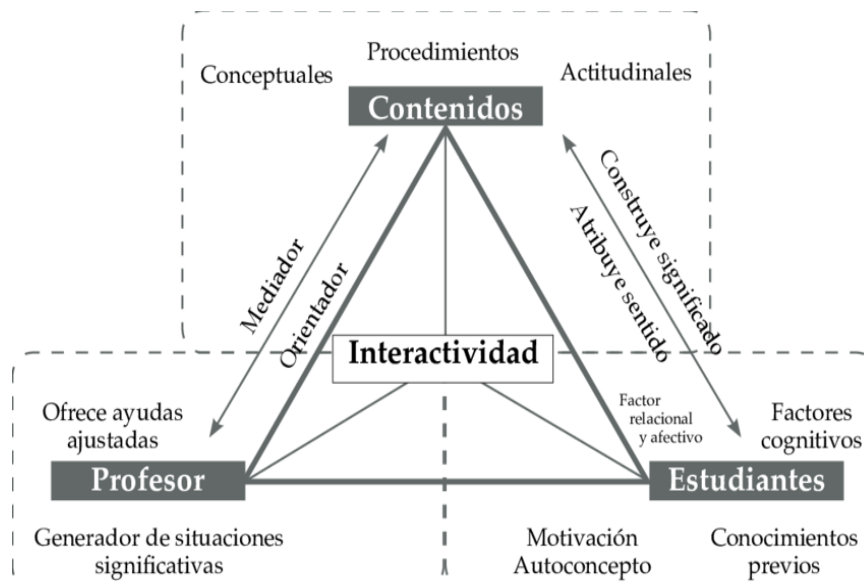 Procedimientos
Conceptuales
Actitudinales
Contenidos
Mediador
Orientador
Construye significado
Atribuye sentidó
Interactividad
Ofrece ayudas
ajustadas
Factor
relacional
y afectivo
Factores
cognitivos
Profesor
Estudiantes
Generador de situaciones
significativas
Motivación
Autoconcepto
Conocimientos
previos